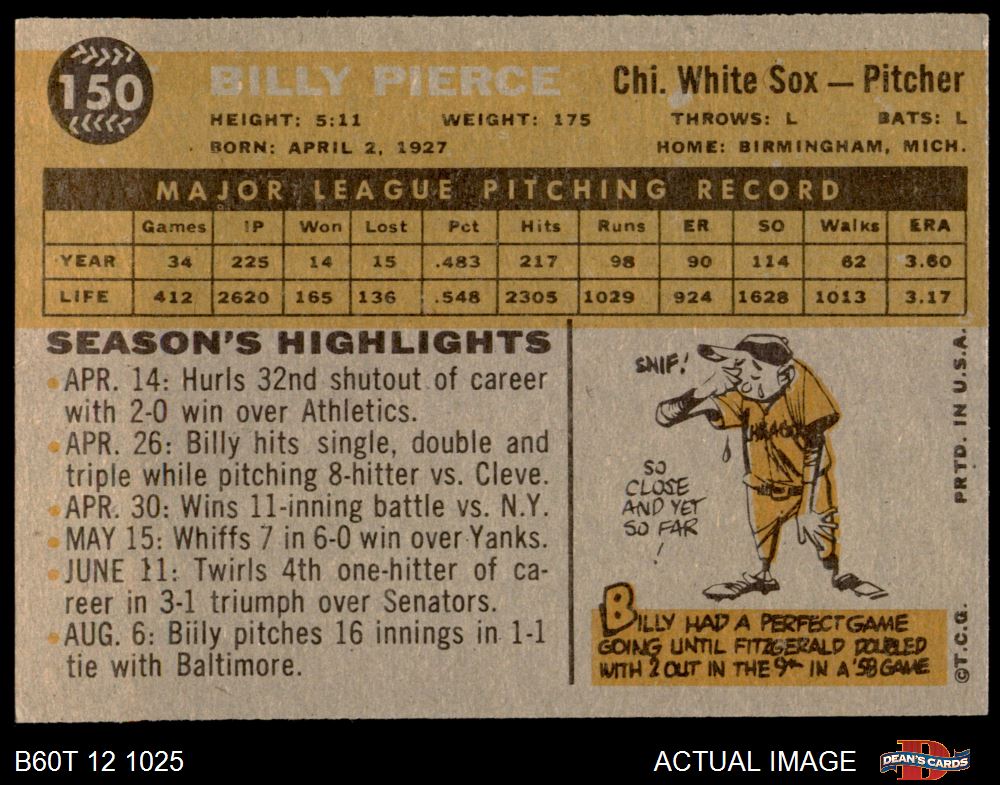 150
BILLY PIERCE
Chi. White Sox — Pitcher
HEIGHT: 5:11 WEIGHT: 175 THROWS: L BATS: L
BORN: APRIL 2, 1927 HOME: BIRMINGHAM, MICH.
MAJOR LEAGUE PITCHING RECORD
Games IP Won Lost Pct Hits Runs ER SO Walks ERA
YEAR 34 225 14 15 .483 217 98 90 114 62 3.60
LIFE 412 2620 165 136 .548 2305 1029 924 1628 1013 3.17
SEASON'S HIGHLIGHTS
APR. 14: Hurls 32nd shutout of career
with 2-0 win over Athletics.
APR. 26: Billy hits single, double and
triple while pitching 8-hitter vs. Cleve.
APR. 30: Wins 11-inning battle vs. N.Y.
MAY 15: Whiffs 7 in 6-0 win over Yanks.
JUNE 11: Twirls 4th one-hitter of ca-
reer in 3-1 triumph over Senators.
AUG. 6: Biily pitches 16 innings in 1-1
tie with Baltimore.
SNIF!
SO
CLOSE
AND YET
SO FAR
!
BILLY HAD A PERFECT GAME
GOING UNTIL FITZGERALD DOUBLED
WITH 2 OUT IN THE 9th IN A '58 GAME
©T.C.G. PRTD. IN U.S.A.
B60T 12 1025
ACTUAL IMAGE
DEAN'S CARDS